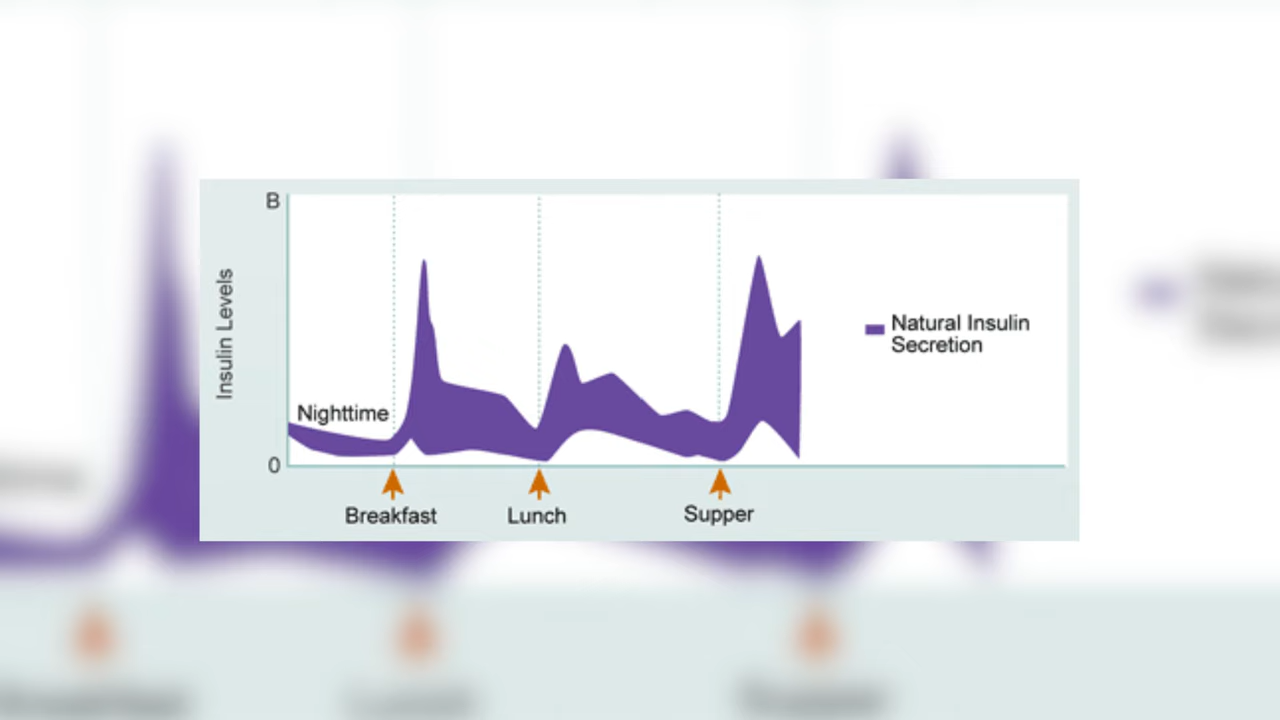 B
Insulin Levels
Nighttime
Natural Insulin
Secretion
0
Breakfast
Lunch
Supper